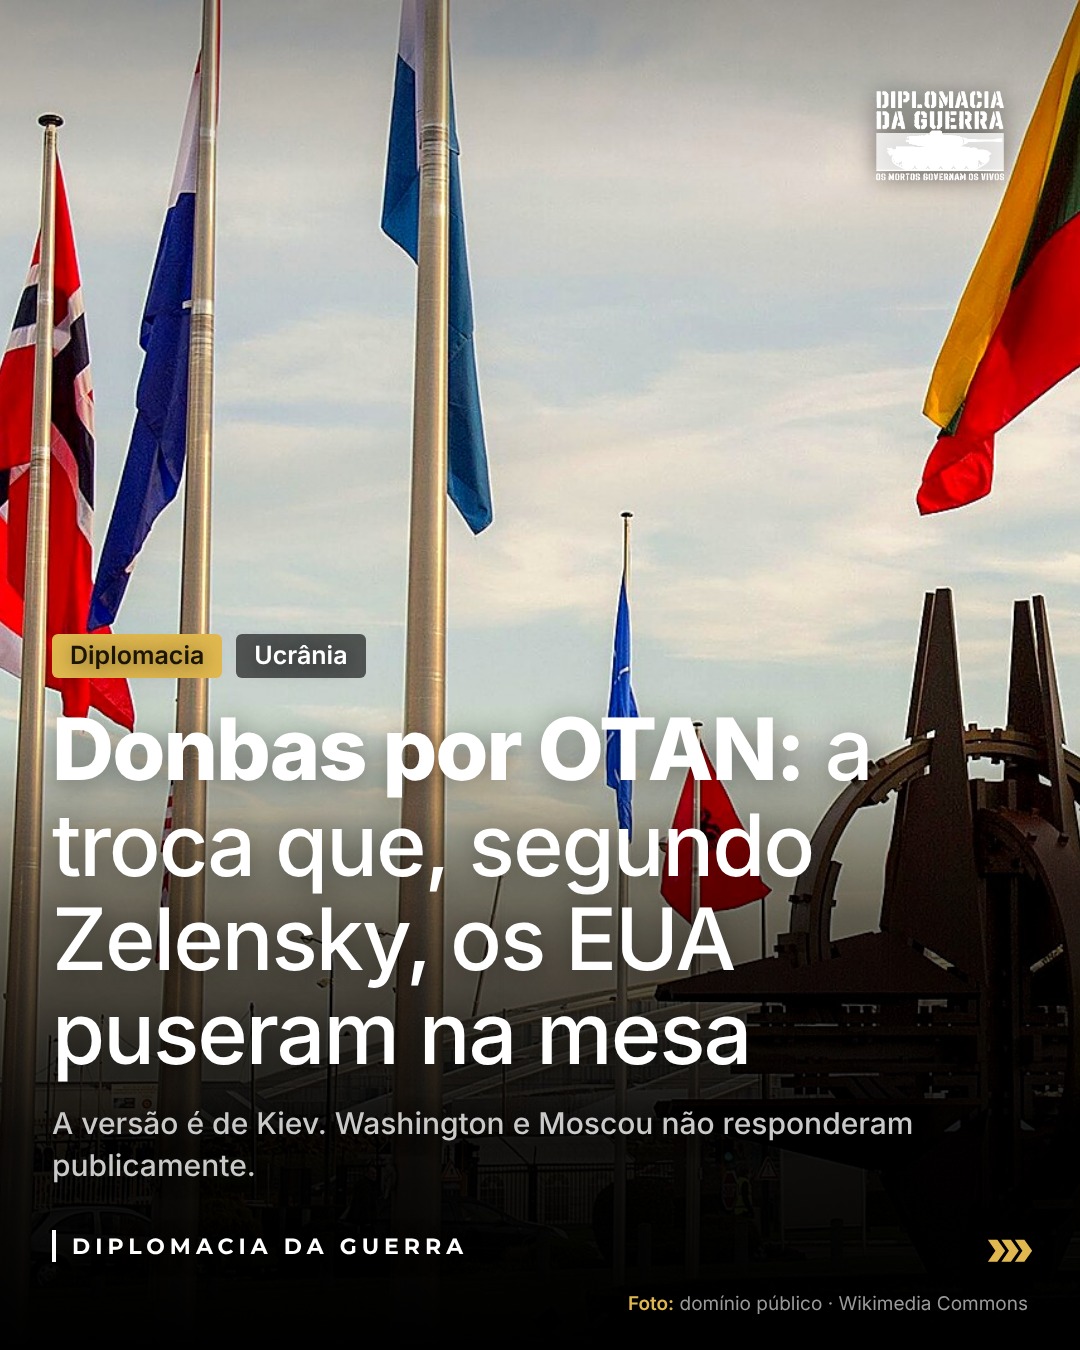 DIPLOMACIA
DA GUERRA
OS MORTOS GOVERNAM OS VIVOS
Diplomacia
Ucrânia
Donbas por OTAN: a
troca que, segundo
Zelensky, os EUA
puseram na mesa
A versão é de Kiev. Washington e Moscou não responderam
publicamente.
DIPLOMACIA DA GUERRA
Foto: domínio público · Wikimedia Commons